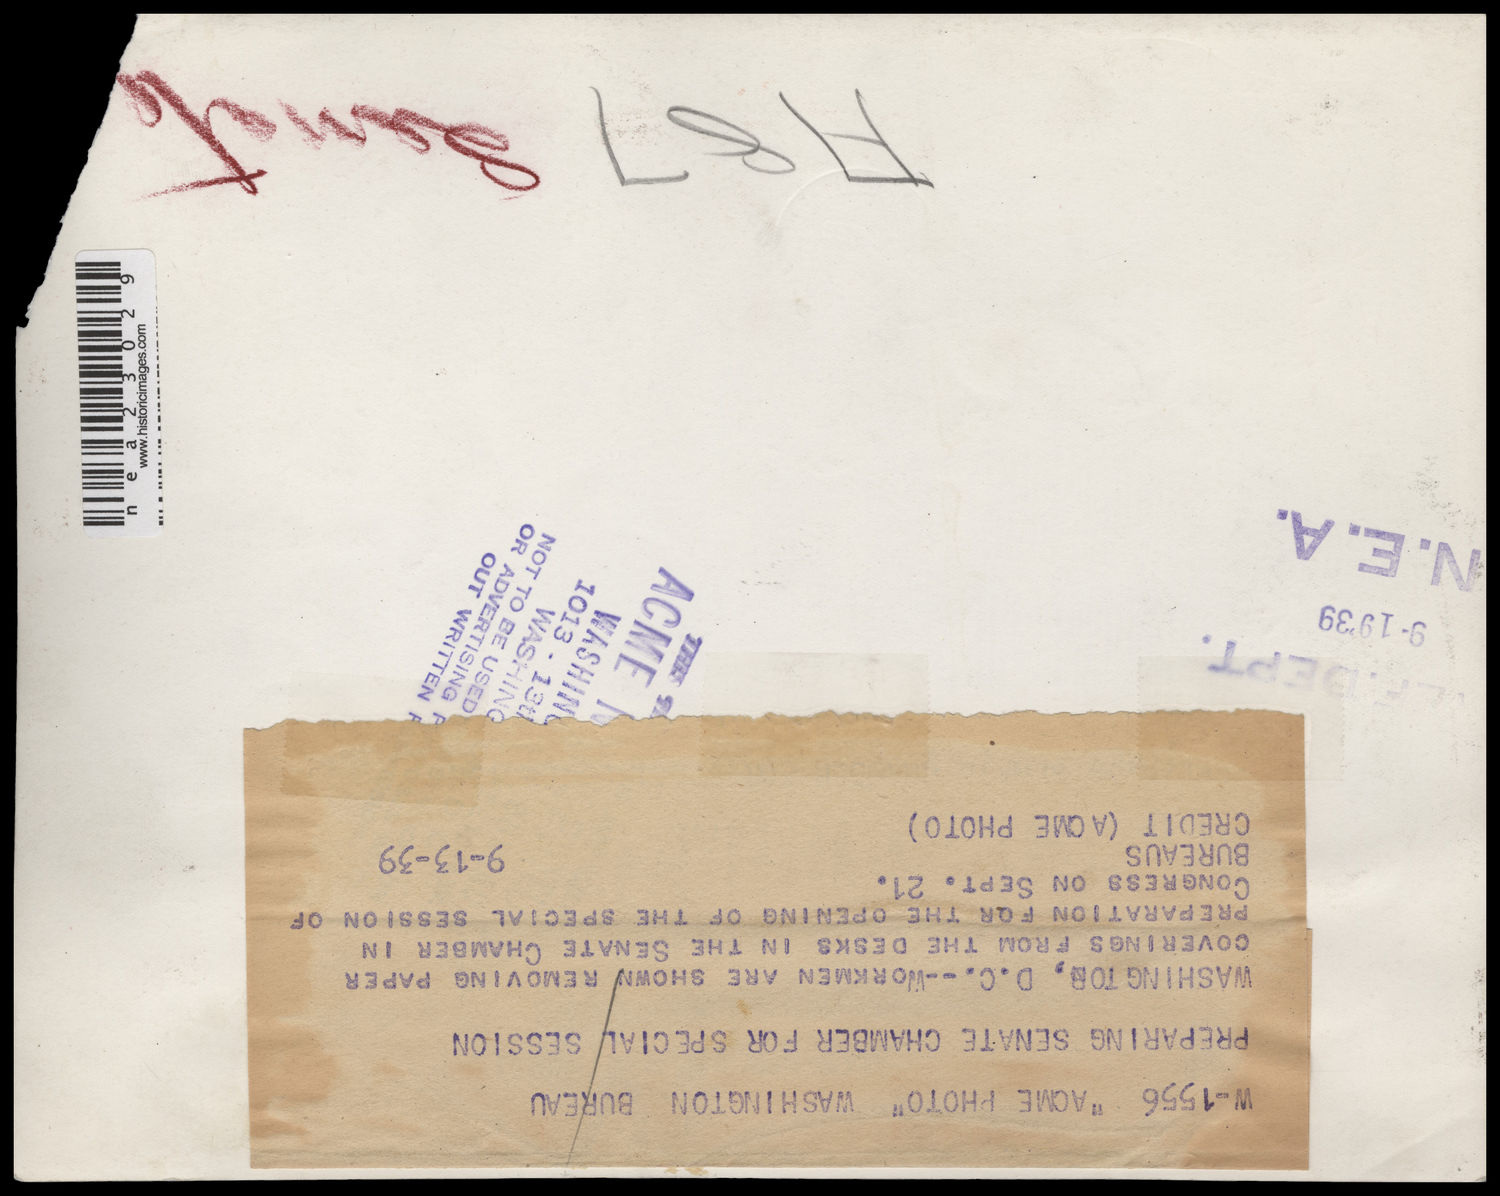 W-1556 "ACME PHOTO" WASHINGTON BUREAU
PREPARING SENATE CHAMBER FOR SPECIAL SESSION
WASHINGTON, D.C.--WORKMEN ARE SHOWN REMOVING PAPER
COVERINGS FROM THE DESKS IN THE SENATE CHAMBER IN
PREPARATION FOR THE OPENING OF THE SPECIAL SESSION OF
CONGRESS ON SEPT. 21.
BUREAUS
CREDIT (ACME PHOTO) 9-13-39
ACME
WASHING
1013 - 13th
WASHING
NOT TO BE USED
OR ADVERTISING
OUT WRITTEN
DEPT.
9-19'39
N.E.A.
nea23029
www.historicimages.com